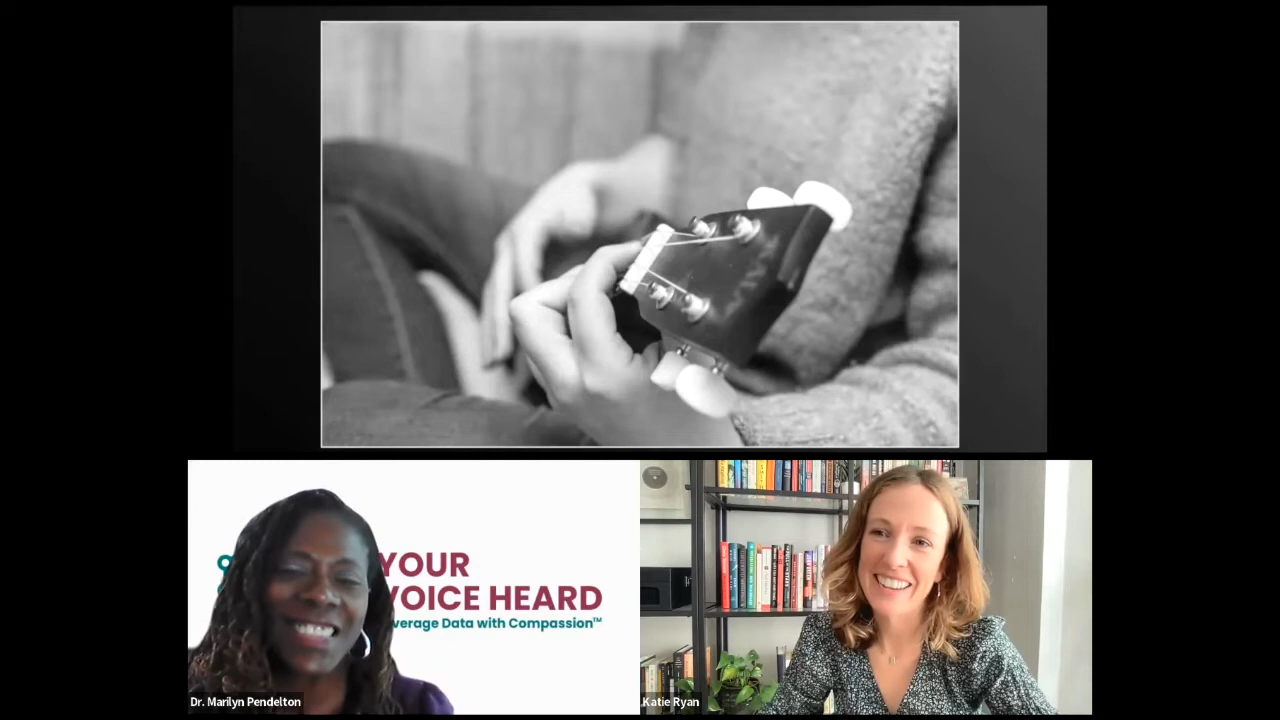 YOUR
VOICE HEARD
verage Data with Compassion™
Dr. Marilyn Pendelton
Katie Ryan